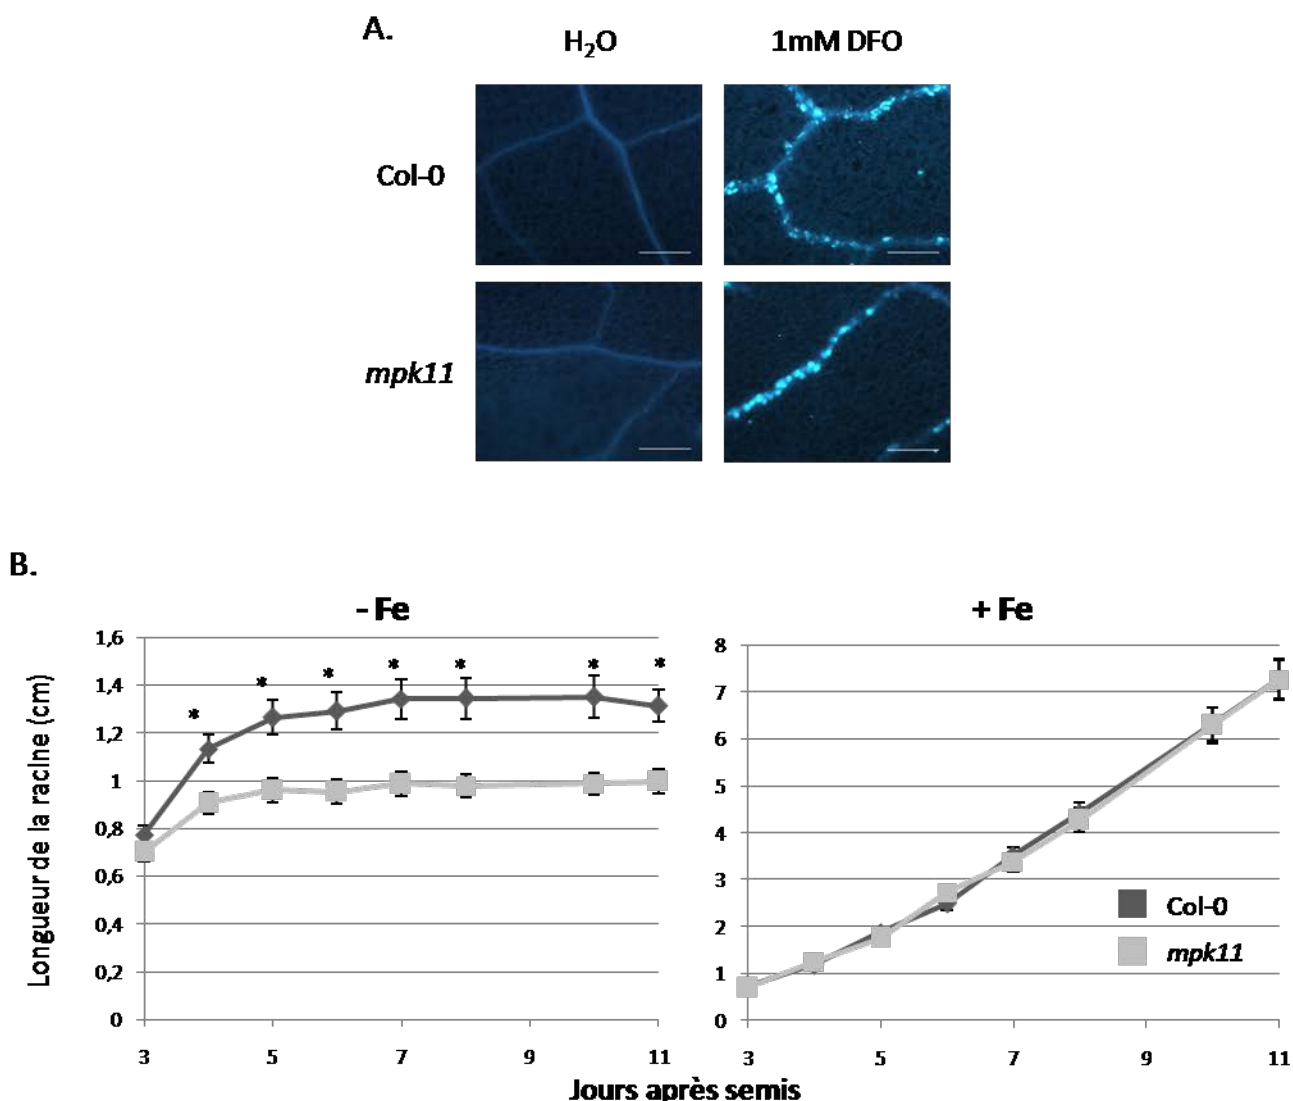 A.
H₂O 1mM DFO
Col-0
mpk11
B.
- Fe
1,6
1,4
1,2
1
0,8
0,6
0,4
0,2
0
* * * * * * *
3 5 7 9 11
Longueur de la racine (cm)
+ Fe
8
7
6
5
4
3
2
1
0
3 5 7 9 11
Col-0
mpk11
Jours après semis